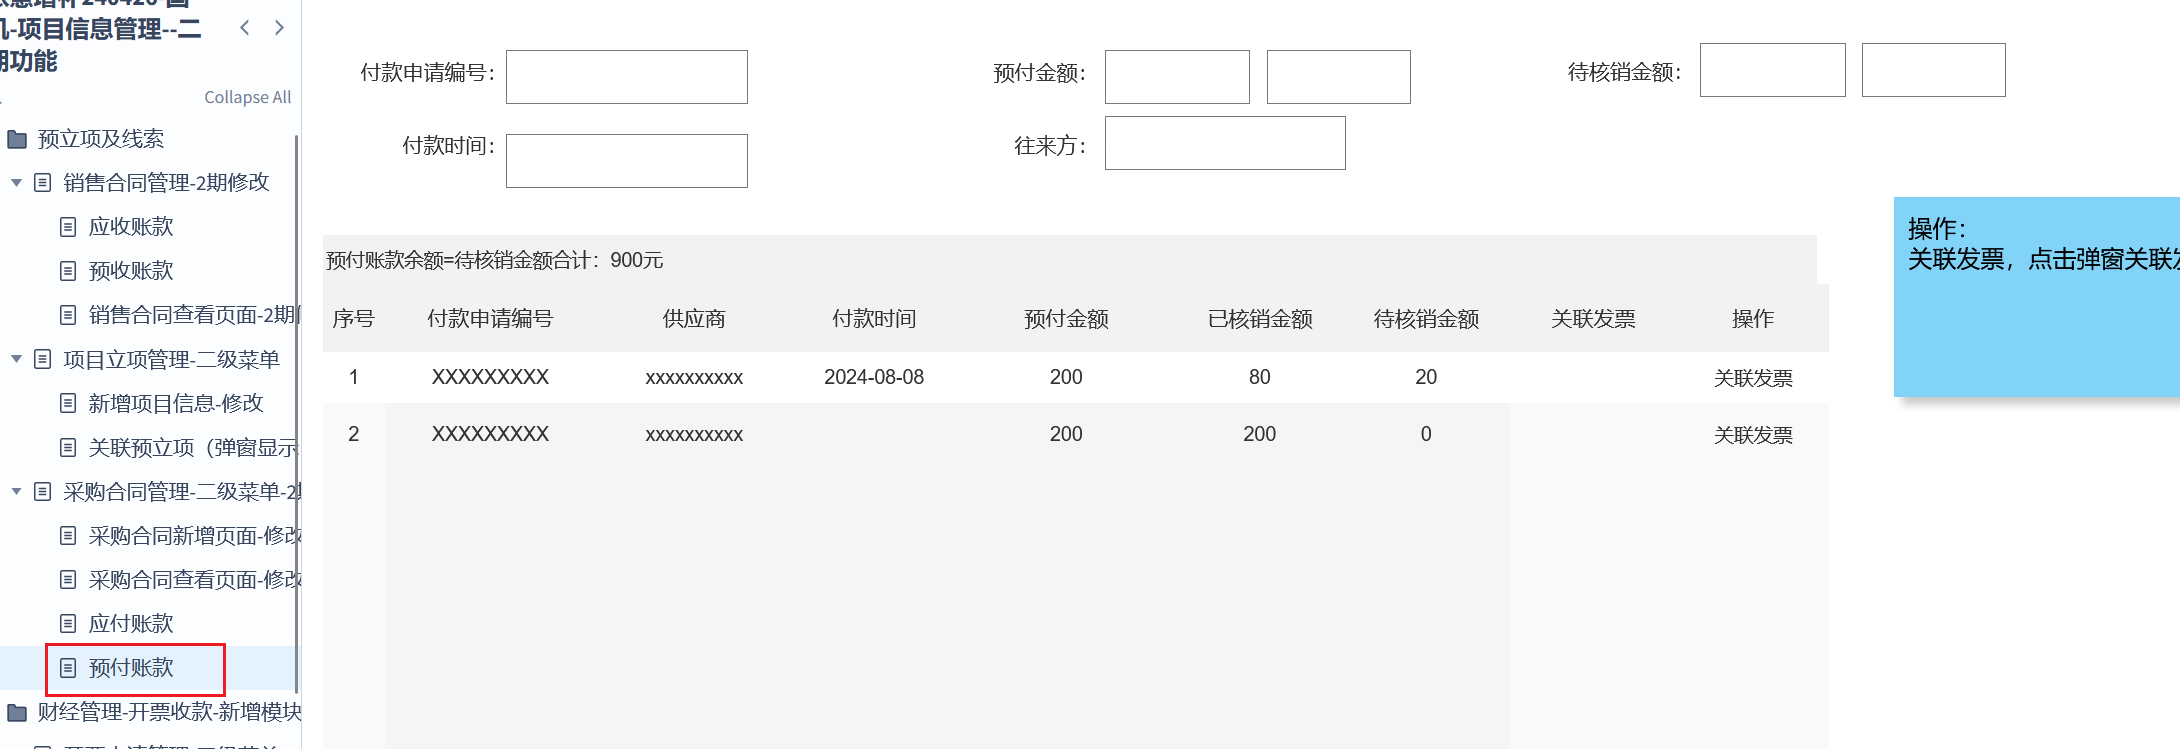 机-项目信息管理--二
期功能
Collapse All
预立项及线索
销售合同管理-2期修改
应收账款
预收账款
销售合同查看页面-2期
项目立项管理-二级菜单
新增项目信息-修改
关联预立项（弹窗显示
采购合同管理-二级菜单-2
采购合同新增页面-修改
采购合同查看页面-修改
应付账款
预付账款
财经管理-开票收款-新增模块
付款申请编号：
预付金额：
待核销金额：
付款时间：
往来方：
预付账款余额=待核销金额合计：900元
序号 付款申请编号 供应商 付款时间 预付金额 已核销金额 待核销金额 关联发票 操作
1 XXXXXXXXX xxxxxxxxxx 2024-08-08 200 80 20 关联发票
2 XXXXXXXXX xxxxxxxxxx 200 200 0 关联发票
操作：
关联发票，点击弹窗关联发